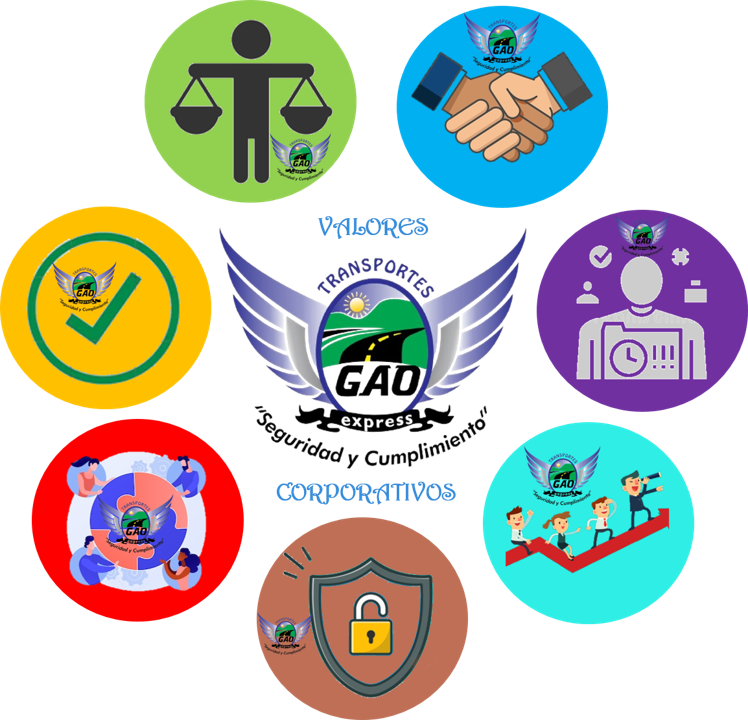 VALORES
TRANSPORTES
GAO
express
"Seguridad y Cumplimiento"
CORPORATIVOS